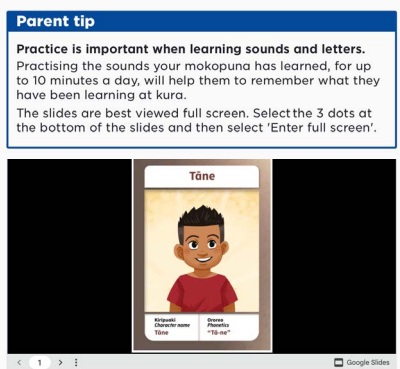 Parent tip
Practice is important when learning sounds and letters.
Practising the sounds your mokopuna has learned, for up
to 10 minutes a day, will help them to remember what they
have been learning at kura.
The slides are best viewed full screen. Select the 3 dots at
the bottom of the slides and then select 'Enter full screen'.
Tāne
Kiripuaki
Character name
Tāne
Ororea
Phonetics
"Tā-ne"
1
Google Slides